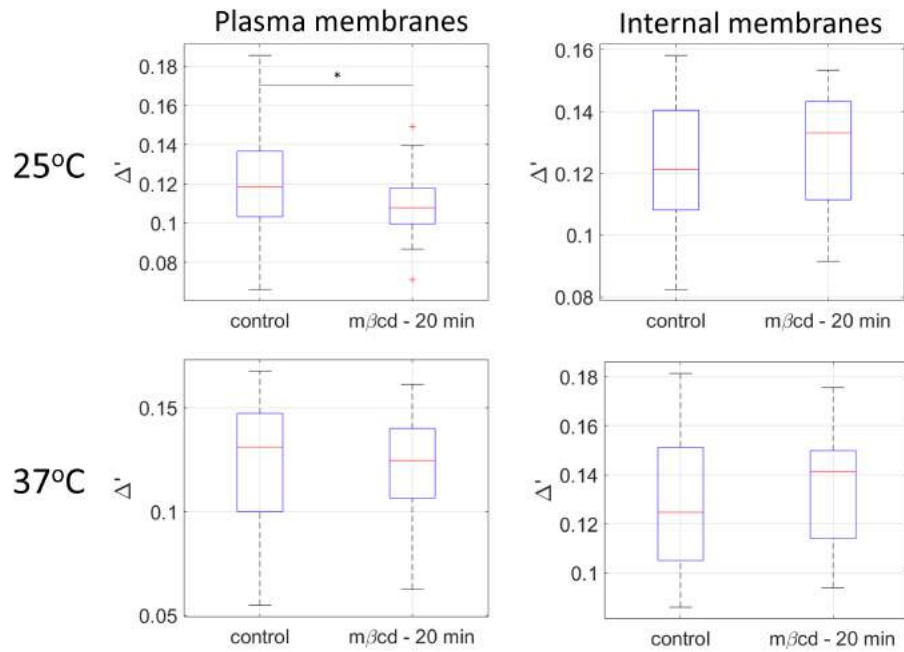 Plasma membranes
Internal membranes
25°C
Δ'
0.18
0.16
0.14
0.12
0.1
0.08
*
control
mβcd - 20 min
Δ'
0.16
0.14
0.12
0.1
0.08
control
mβcd - 20 min
37°C
Δ'
0.15
0.1
0.05
control
mβcd - 20 min
Δ'
0.18
0.16
0.14
0.12
0.1
control
mβcd - 20 min